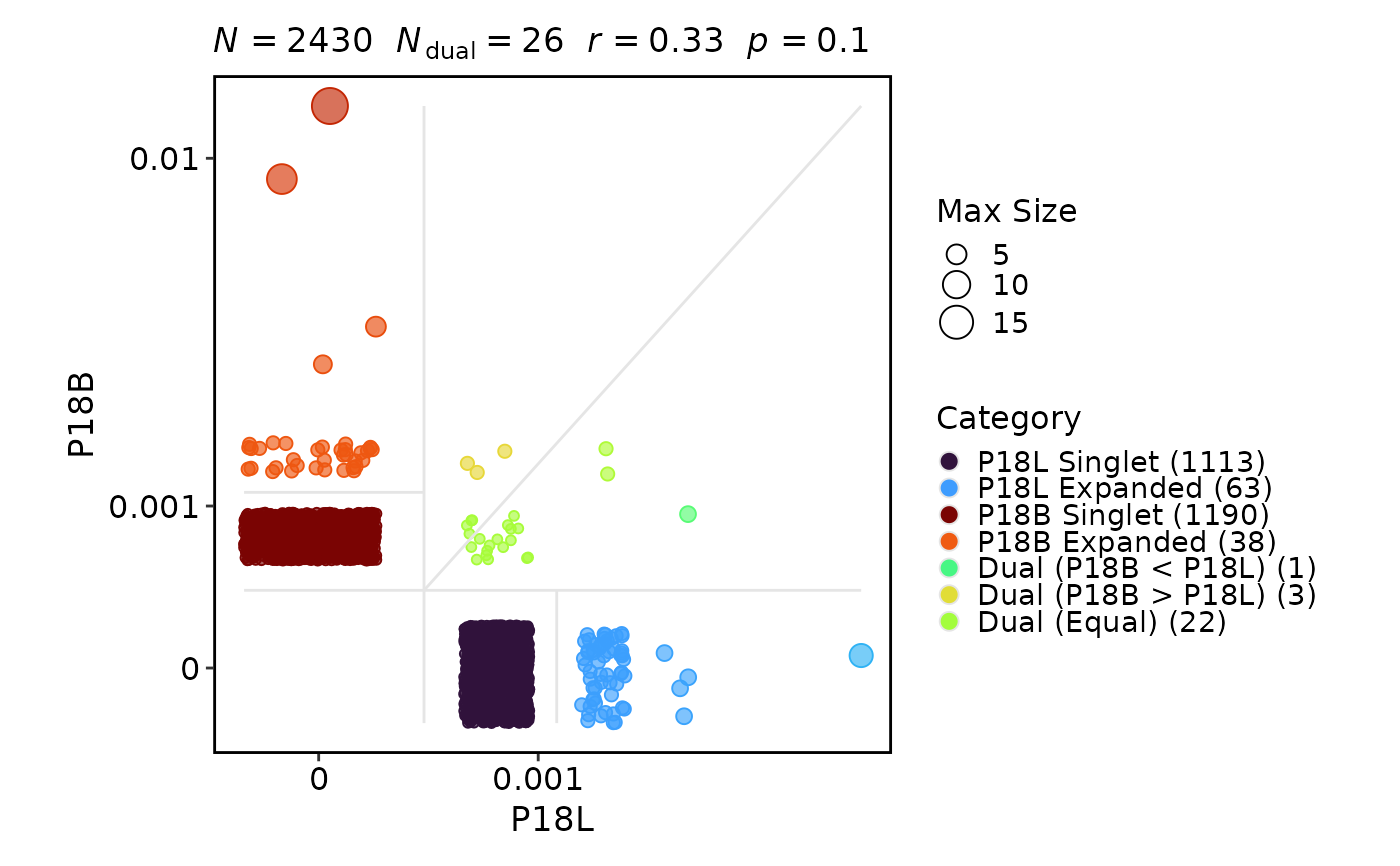 N = 2430 N dual = 26 r = 0.33 p = 0.1
0.01
0.001
0
P18B
0
0.001
P18L
Max Size
5
10
15
Category
P18L Singlet (1113)
P18L Expanded (63)
P18B Singlet (1190)
P18B Expanded (38)
Dual (P18B < P18L) (1)
Dual (P18B > P18L) (3)
Dual (Equal) (22)